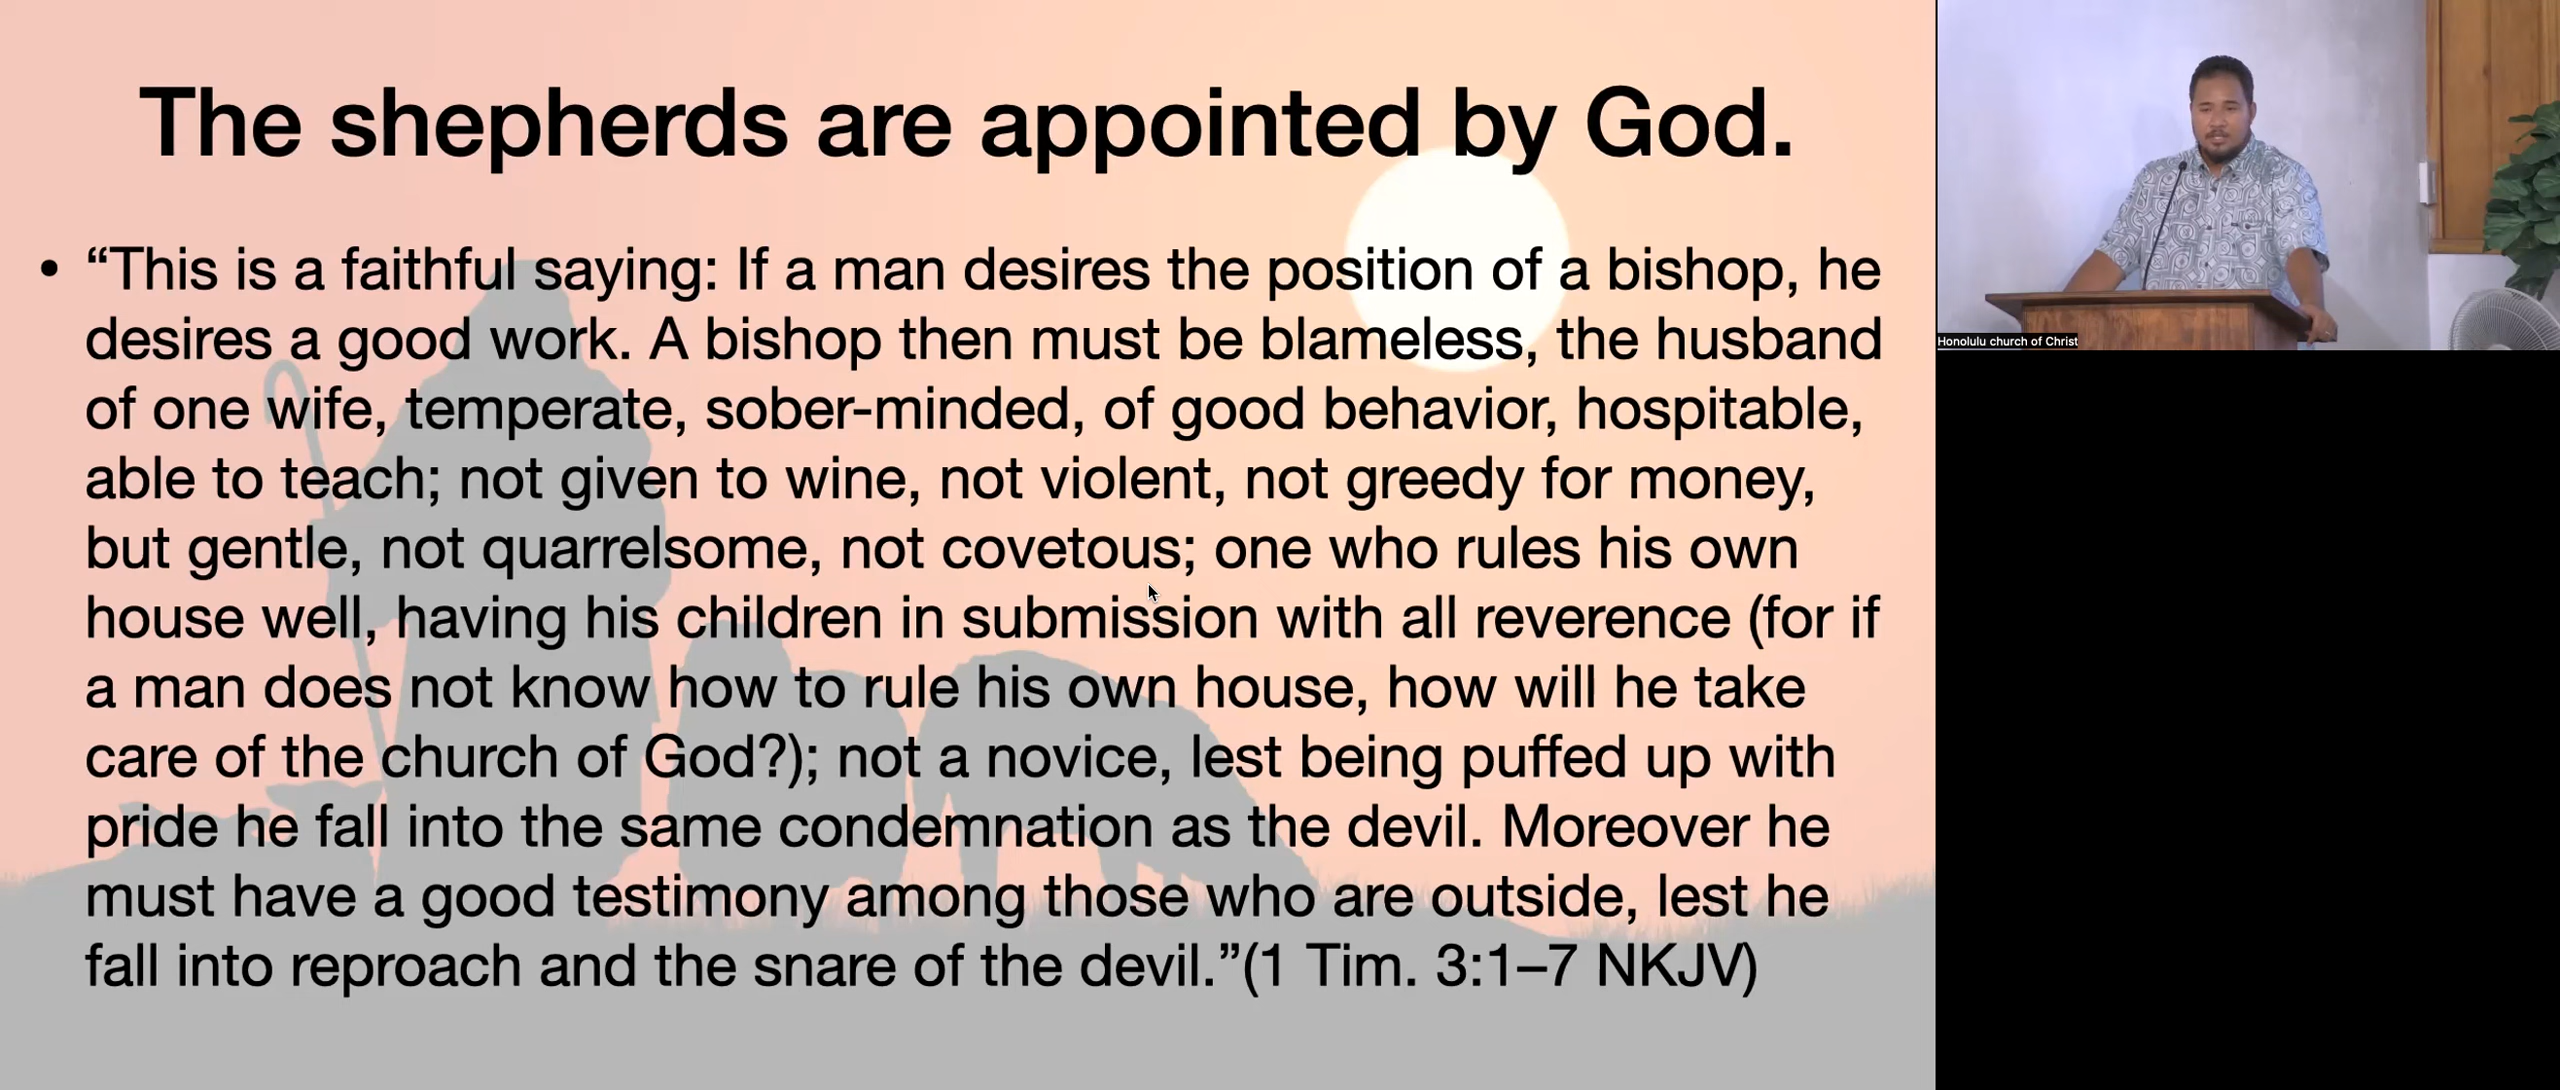 The shepherds are appointed by God.
• “This is a faithful saying: If a man desires the position of a bishop, he
desires a good work. A bishop then must be blameless, the husband
of one wife, temperate, sober-minded, of good behavior, hospitable,
able to teach; not given to wine, not violent, not greedy for money,
but gentle, not quarrelsome, not covetous; one who rules his own
house well, having his children in submission with all reverence (for if
a man does not know how to rule his own house, how will he take
care of the church of God?); not a novice, lest being puffed up with
pride he fall into the same condemnation as the devil. Moreover he
must have a good testimony among those who are outside, lest he
fall into reproach and the snare of the devil.”(1 Tim. 3:1–7 NKJV)
Honolulu church of Christ